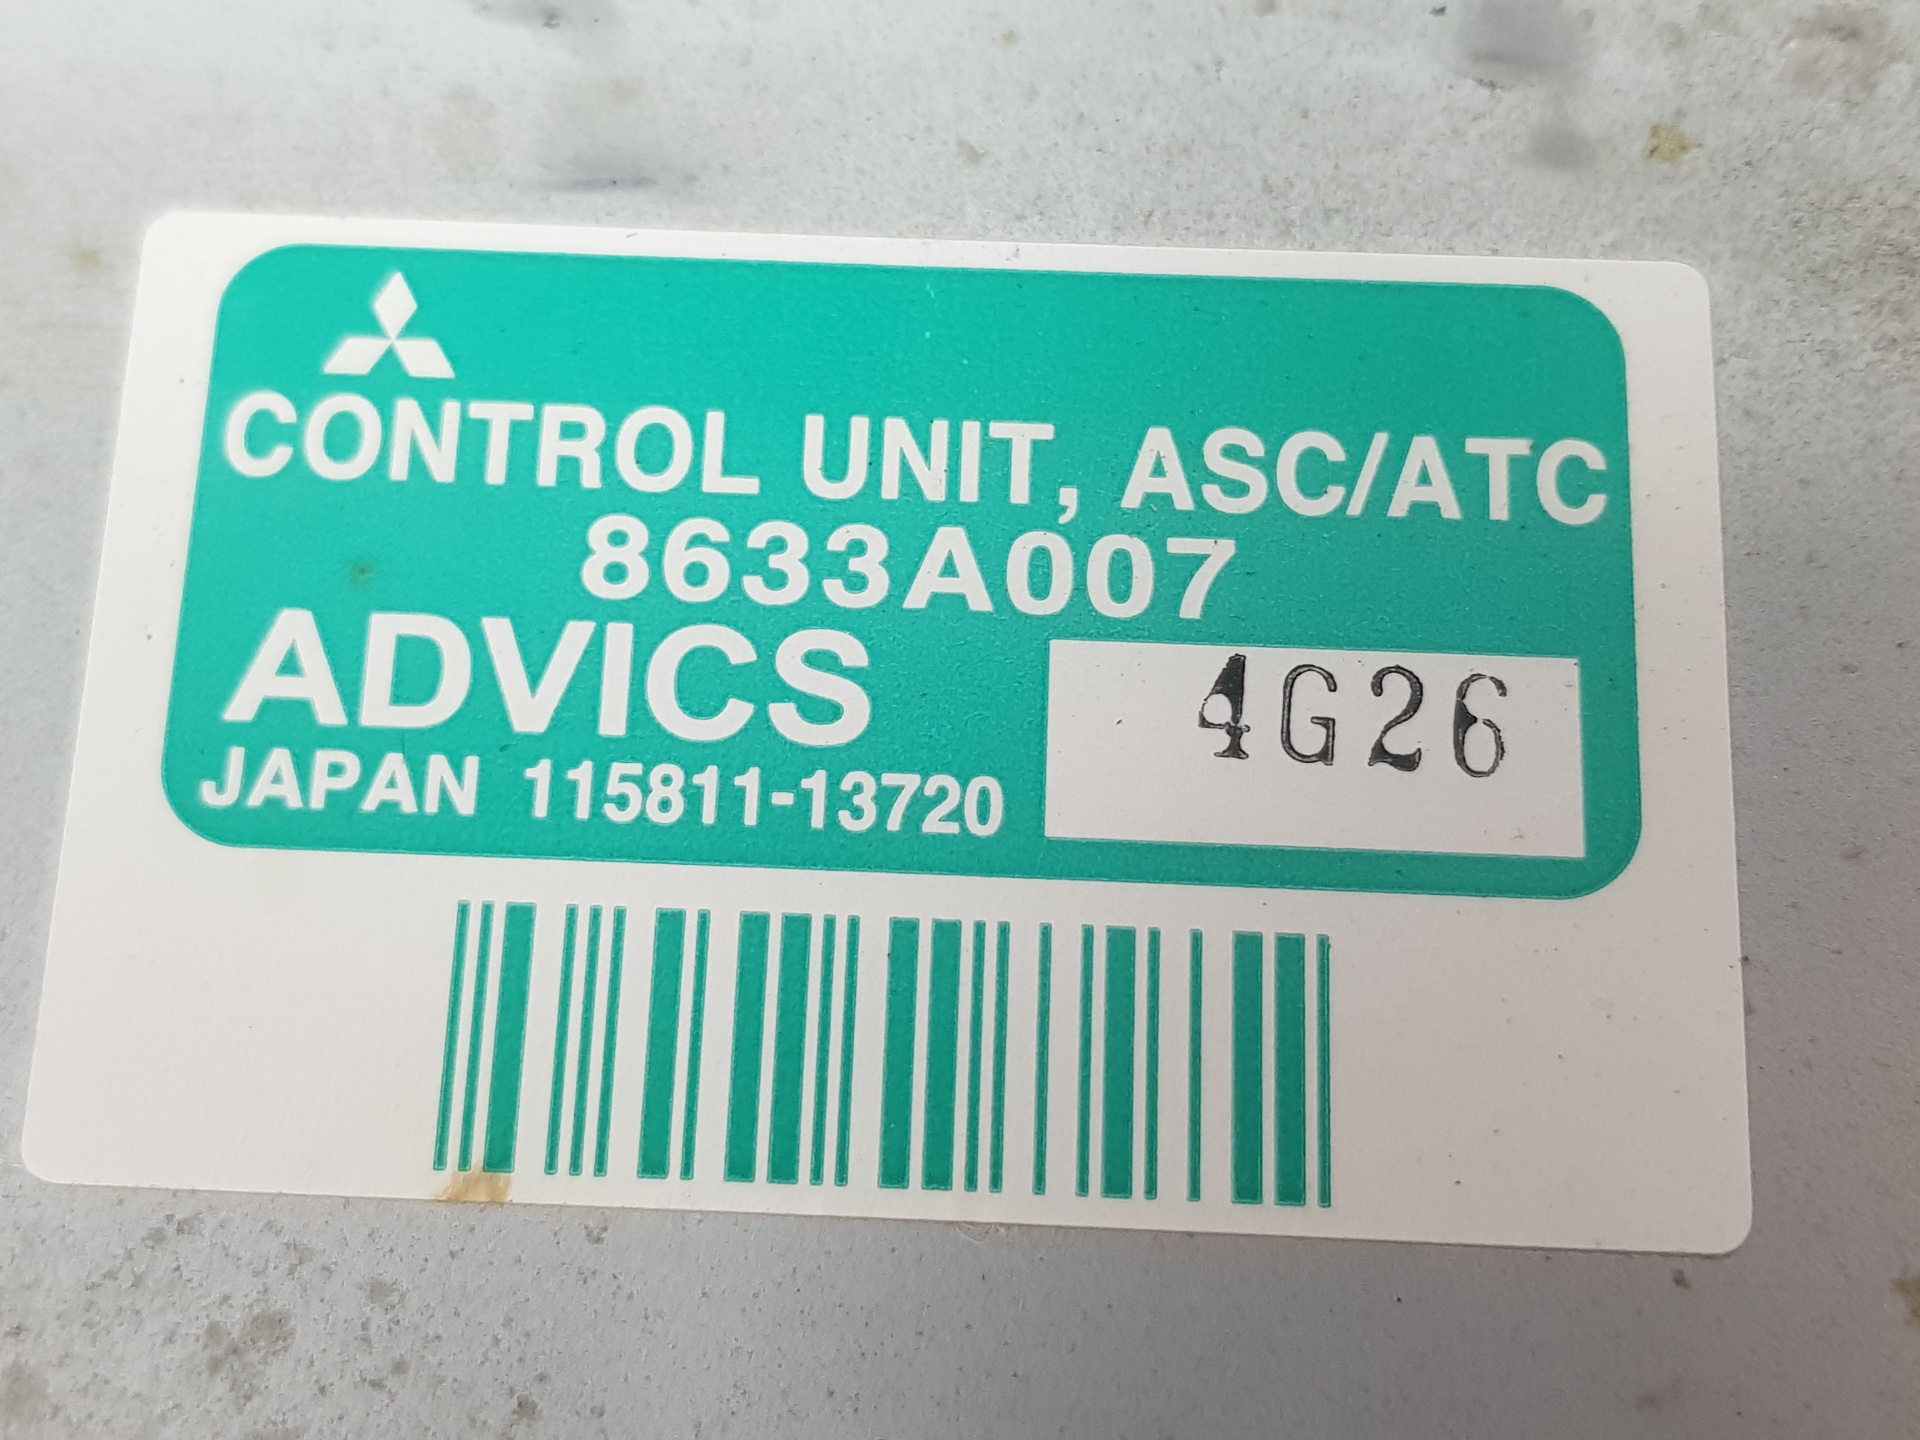 CONTROL UNIT, ASC/ATC
8633A007
ADVICS
4G26
JAPAN 115811-13720